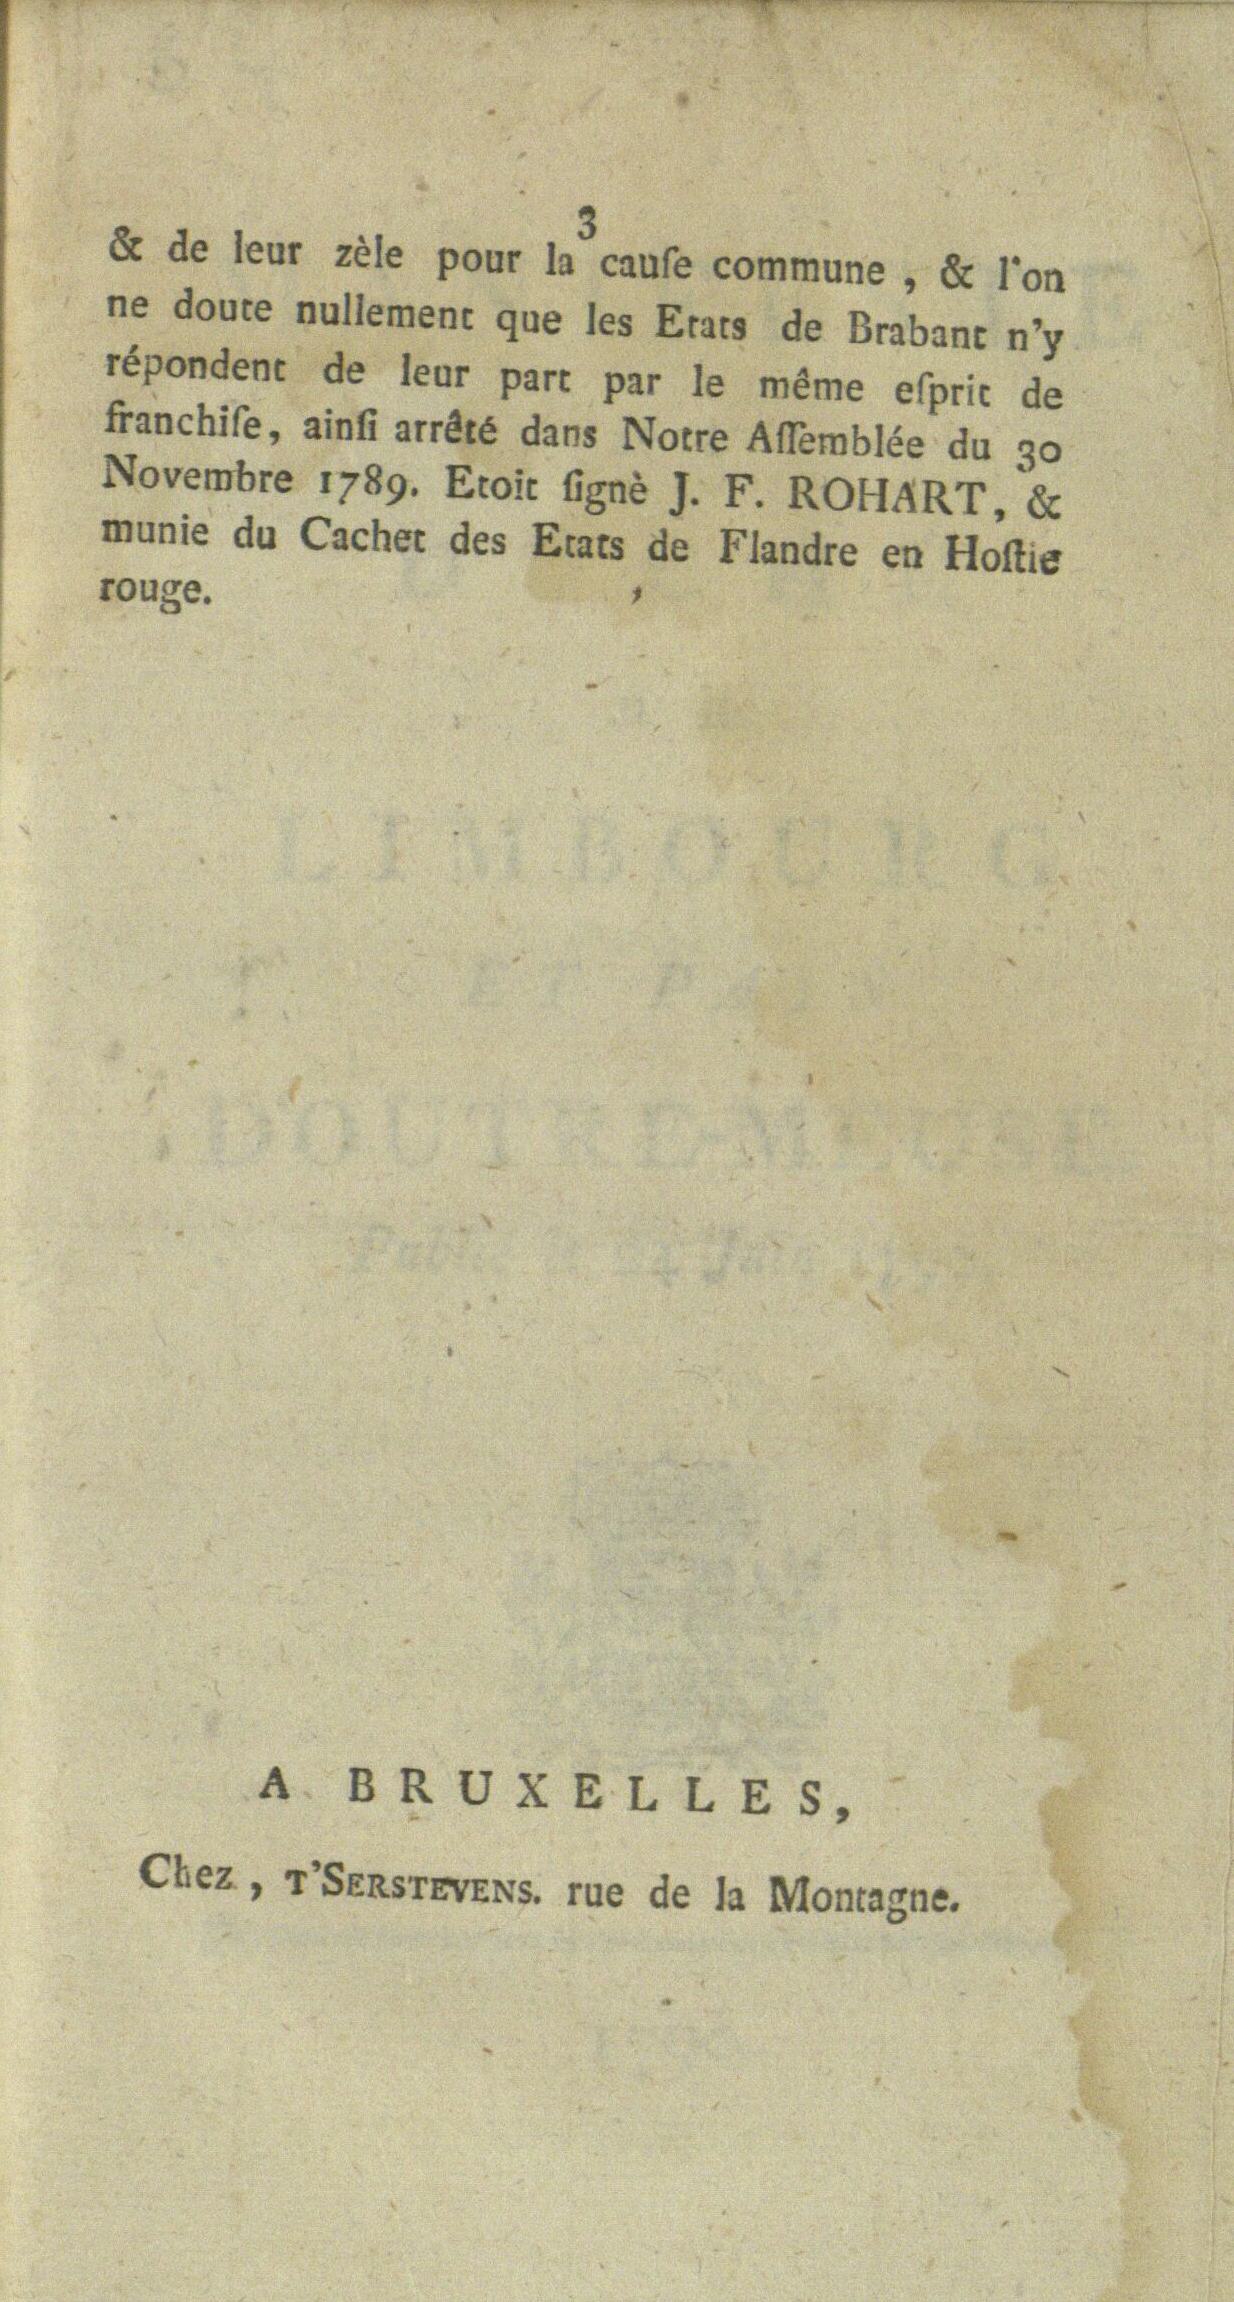 3
& de leur zèle pour la cauſe commune, & l'on
ne doute nullement que les Etats de Brabant n'y
répondent de leur part par le même eſprit de
franchiſe, ainſi arrêté dans Notre Aſſemblée du 30
Novembre 1789. Etoit ſignè J. F. ROHART, &
munie du Cachet des Etats de Flandre en Hoſtie
rouge.
A BRUXELLES,
Chez, T'SERSTEVENS. rue de la Montagne.